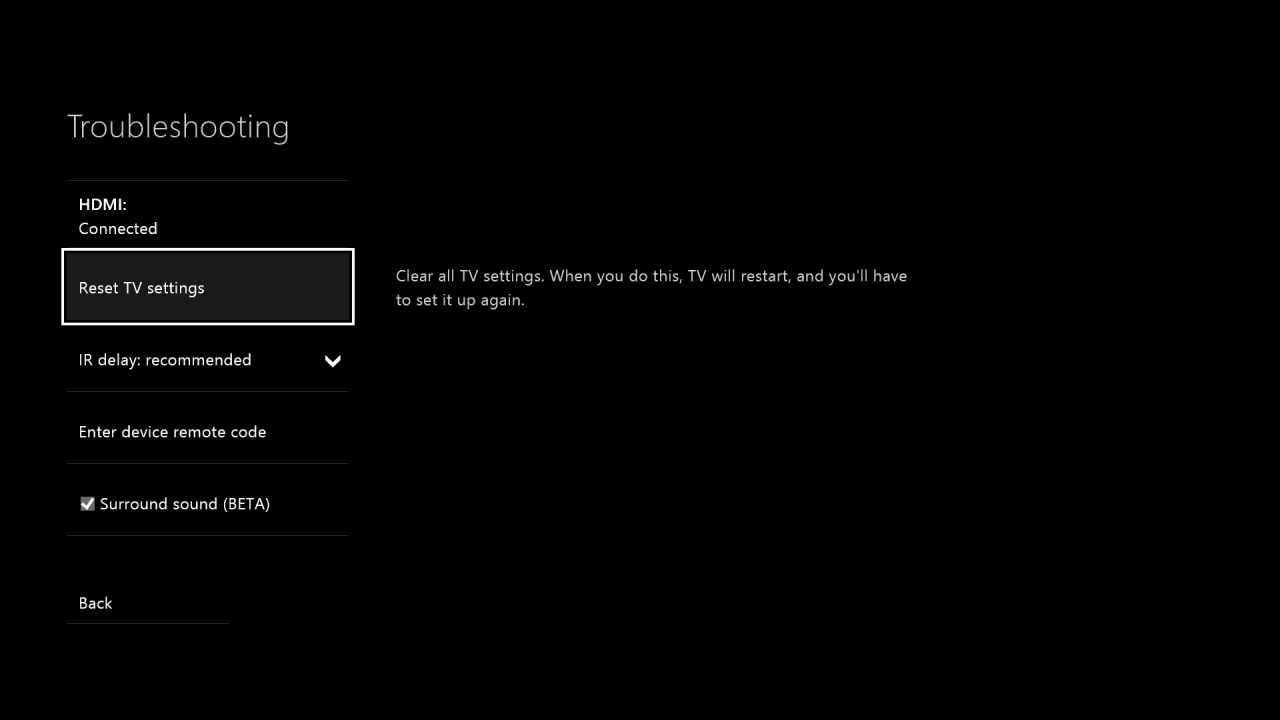 Troubleshooting
HDMI:
Connected
Reset TV settings
Clear all TV settings. When you do this, TV will restart, and you'll have
to set it up again.
IR delay: recommended
Enter device remote code
Surround sound (BETA)
Back